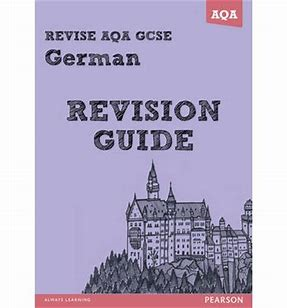 AQA
REVISE AQA GCSE
German
REVISION
GUIDE
ALWAYS LEARNING
PEARSON